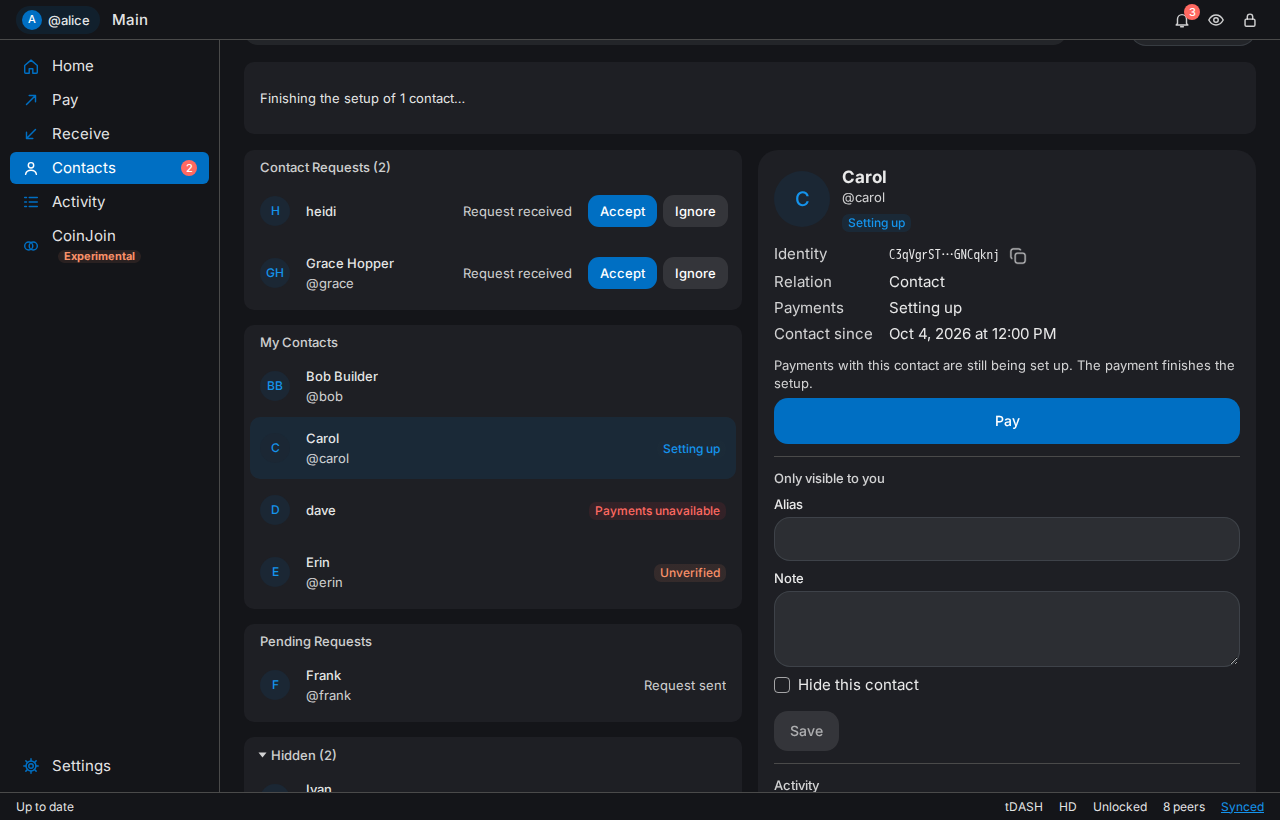 A @alice Main 3
Home
Pay
Receive
Contacts 2
Activity
CoinJoin
Experimental
Settings
Finishing the setup of 1 contact...
Contact Requests (2)
H heidi Request received Accept Ignore
GH Grace Hopper
@grace
Request received Accept Ignore
My Contacts
BB Bob Builder
@bob
C Carol
@carol
Setting up
D dave Payments unavailable
E Erin
@erin
Unverified
Pending Requests
F Frank
@frank
Request sent
Hidden (2)
Ivan
C Carol
@carol
Setting up
Identity C3qVgrST…GNCqknj
Relation Contact
Payments Setting up
Contact since Oct 4, 2026 at 12:00 PM
Payments with this contact are still being set up. The payment finishes the
setup.
Pay
Only visible to you
Alias
Note
Hide this contact
Save
Activity
Up to date tDASH HD Unlocked 8 peers Synced